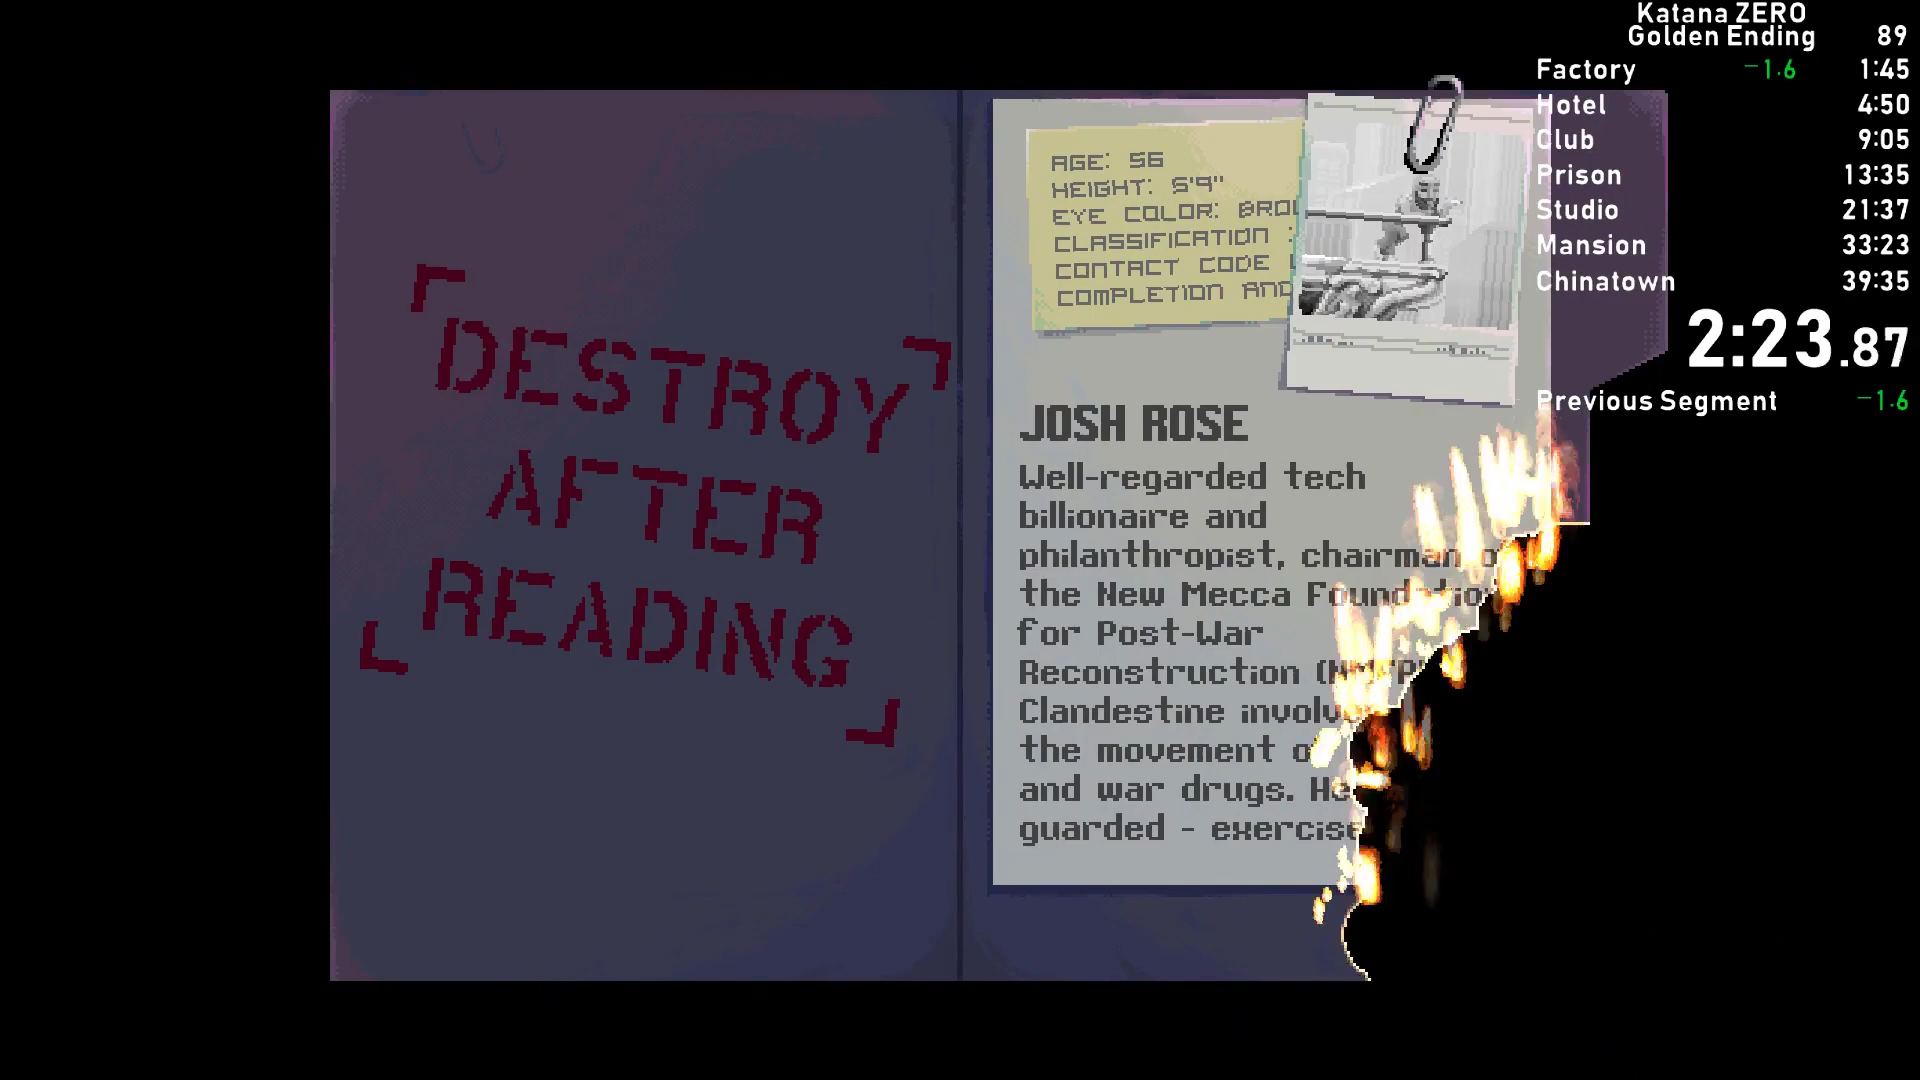 DESTROY
AFTER
READING
AGE: 56
HEIGHT: 5'9"
EYE COLOR:
CLASSIFICATION
CONTACT CODE
COMPLETION
JOSH ROSE
Well-regarded tech
billionaire and
philanthropist, chairman
the New Mecca Foundation
for Post-War
Reconstruction
Clandestine
the movement
and war drugs. He
guarded - exercise
Katana ZERO
Golden Ending 89
Factory -1.6 1:45
Hotel 4:50
Club 9:05
Prison 13:35
Studio 21:37
Mansion 33:23
Chinatown 39:35
2:23.87
Previous Segment -1.6